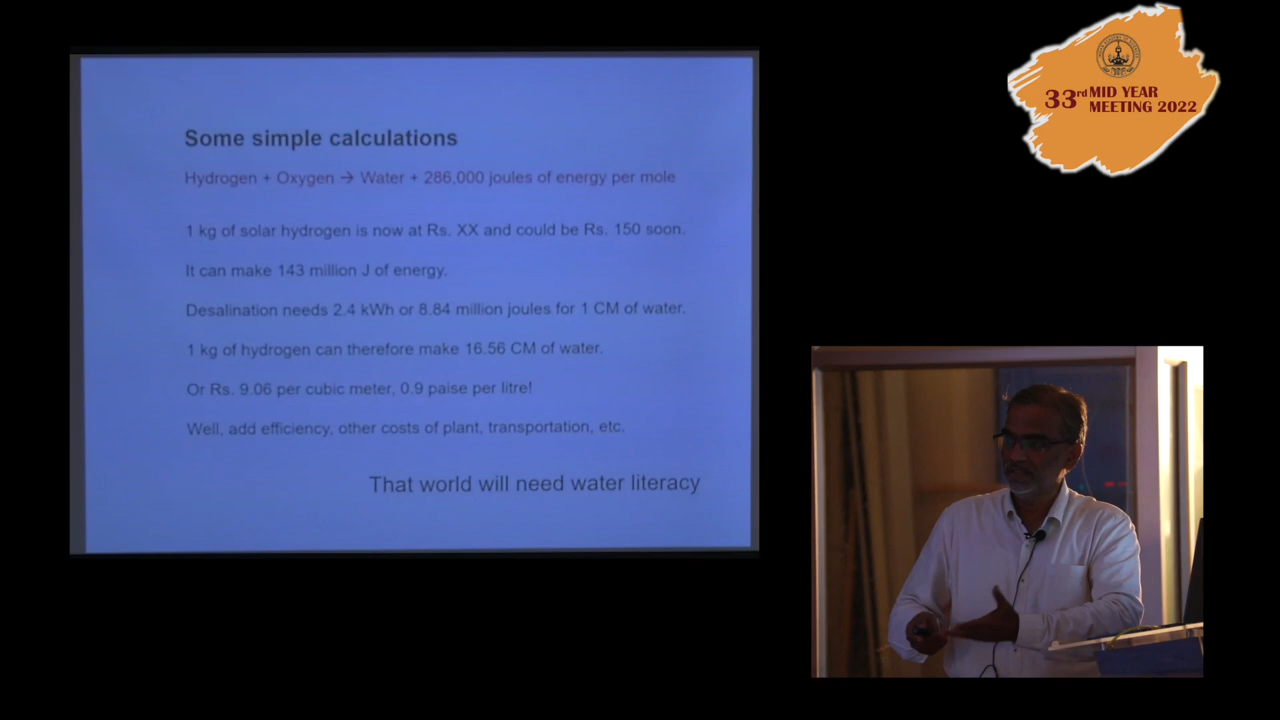 Some simple calculations
Hydrogen + Oxygen → Water + 286,000 joules of energy per mole
1 kg of solar hydrogen is now at Rs. XX and could be Rs. 150 soon.
It can make 143 million J of energy.
Desalination needs 2.4 kWh or 8.84 million joules for 1 CM of water.
1 kg of hydrogen can therefore make 16.56 CM of water.
Or Rs. 9.06 per cubic meter, 0.9 paise per litre!
Well, add efficiency, other costs of plant, transportation, etc.
That world will need water literacy
33rd MID YEAR
MEETING 2022